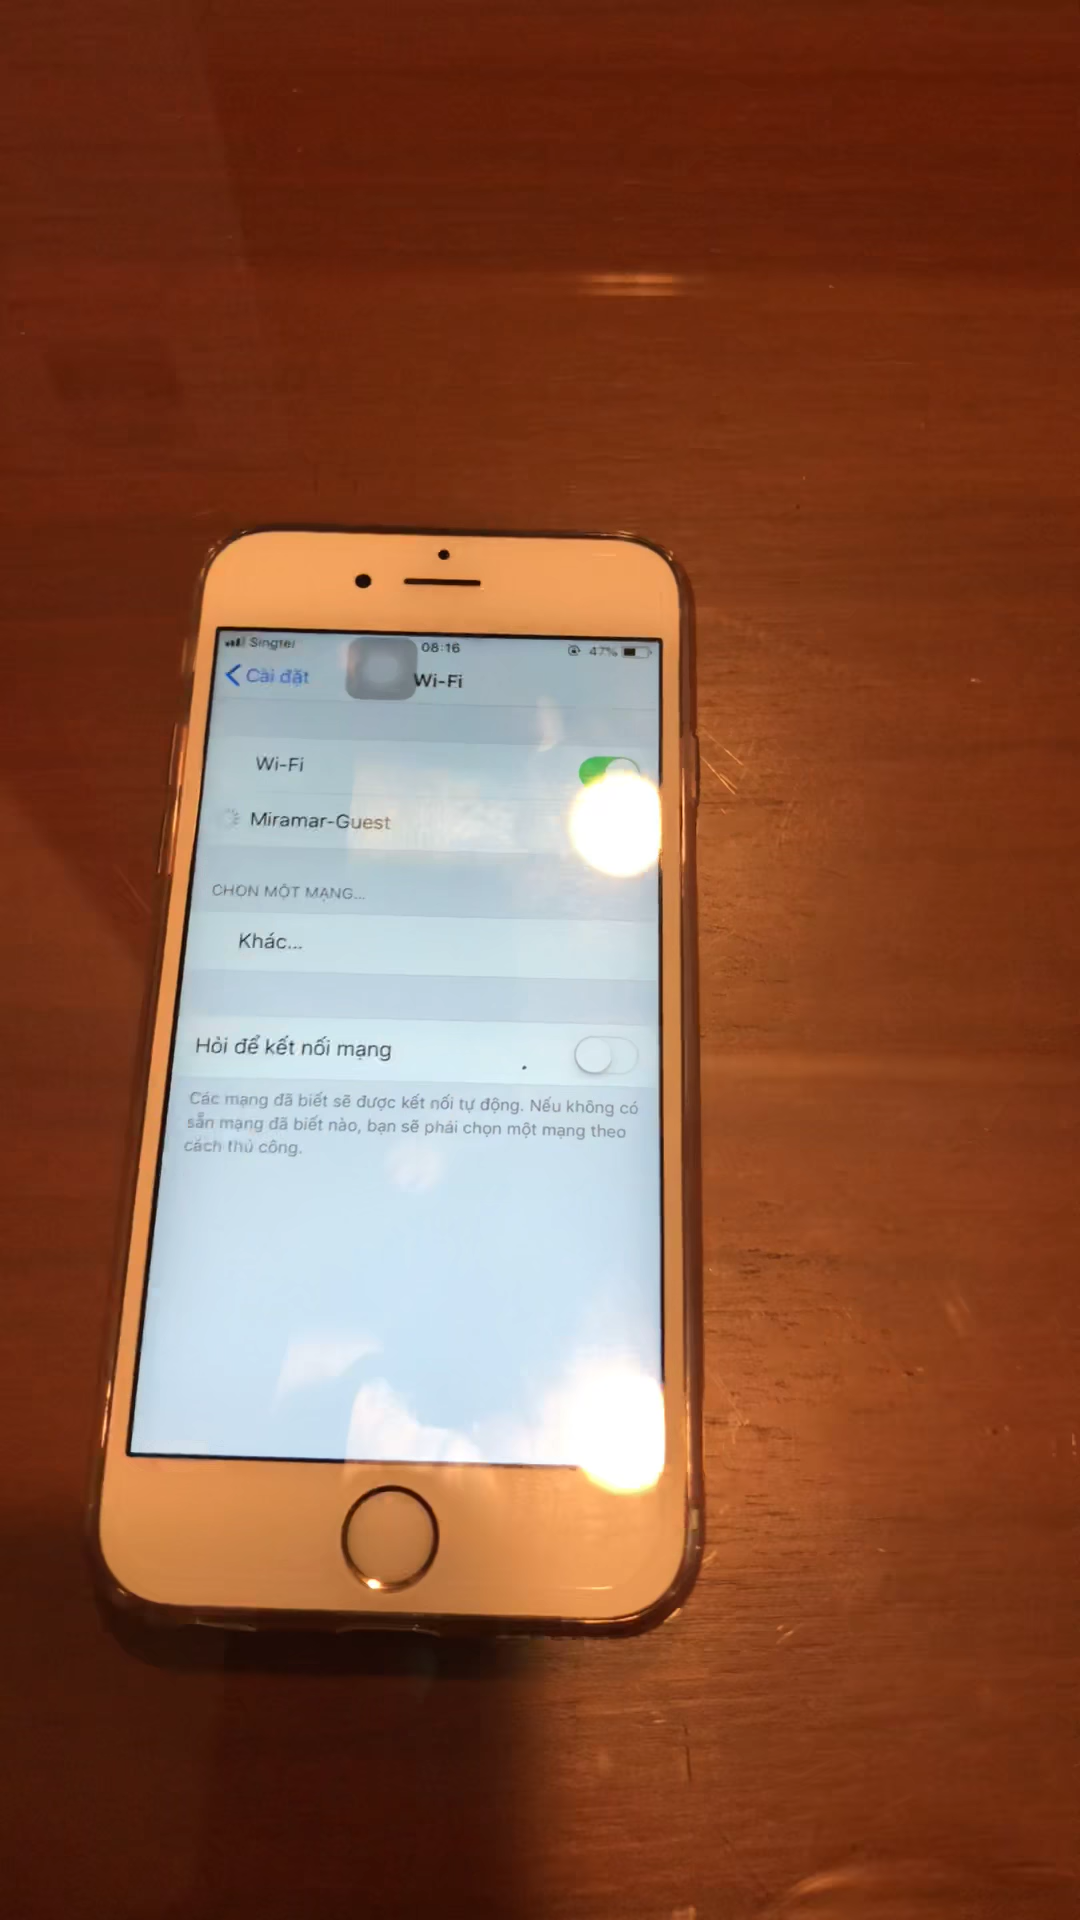 Singtel 08:16 47%
Cài đặt Wi-Fi
Wi-Fi
Miramar-Guest
CHỌN MỘT MẠNG...
Khác...
Hỏi để kết nối mạng
Các mạng đã biết sẽ được kết nối tự động. Nếu không có
sẵn mạng đã biết nào, bạn sẽ phải chọn một mạng theo
cách thủ công.